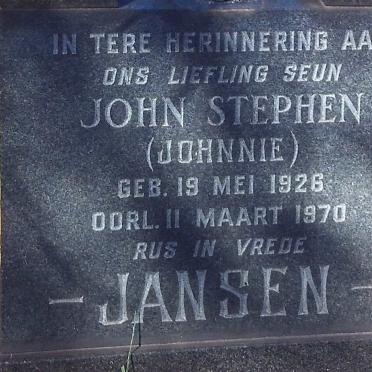 IN TERE HERINNERING AA
ONS LIEFLING SEUN
JOHN STEPHEN
(JOHNNIE)
GEB. 19 MEI 1926
OORL. 11 MAART 1970
RUS IN VREDE
- JANSEN -